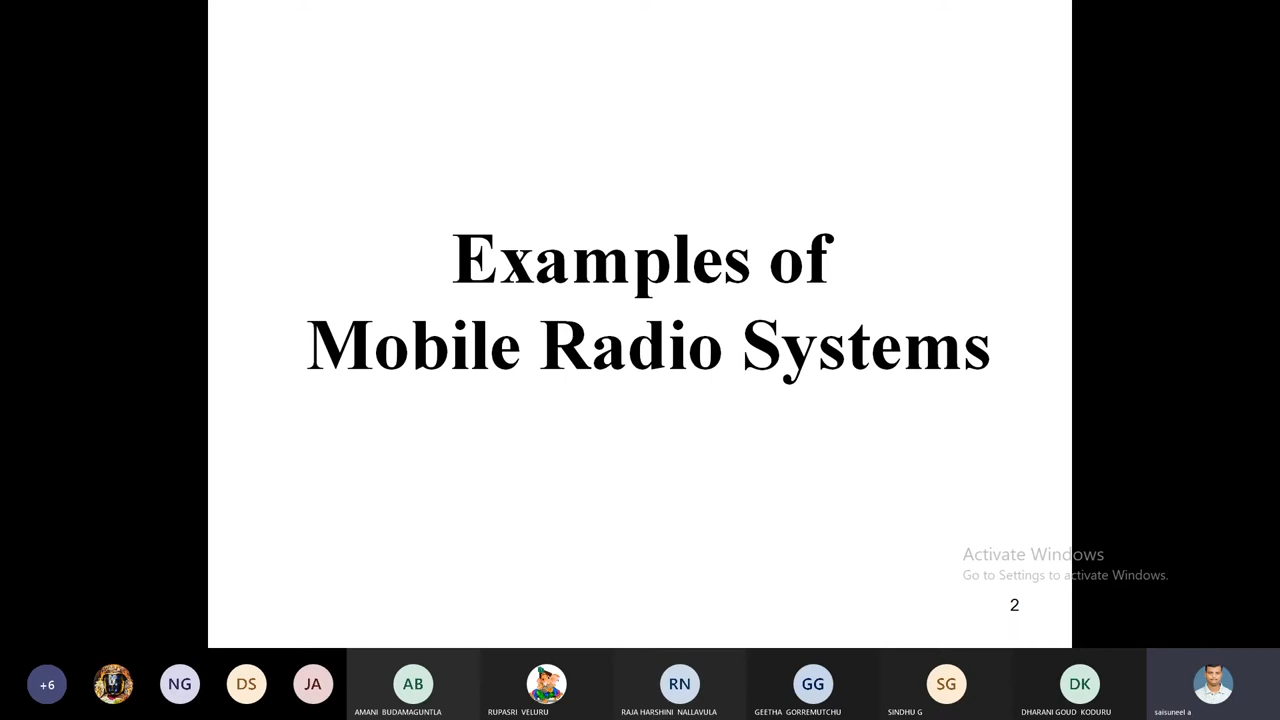 Examples of
Mobile Radio Systems
Activate Windows
Go to Settings to activate Windows.
2
+6
NG
DS
JA
AB
RN
GG
SG
DK
AMANI BUDAMAGUNTLA
RUPASRI VELURU
RAJA HARSHINI NALLAVULA
GEETHA GORREMUTCHU
SINDHU G
DHARANI GOUD KODURU
saisuneel a